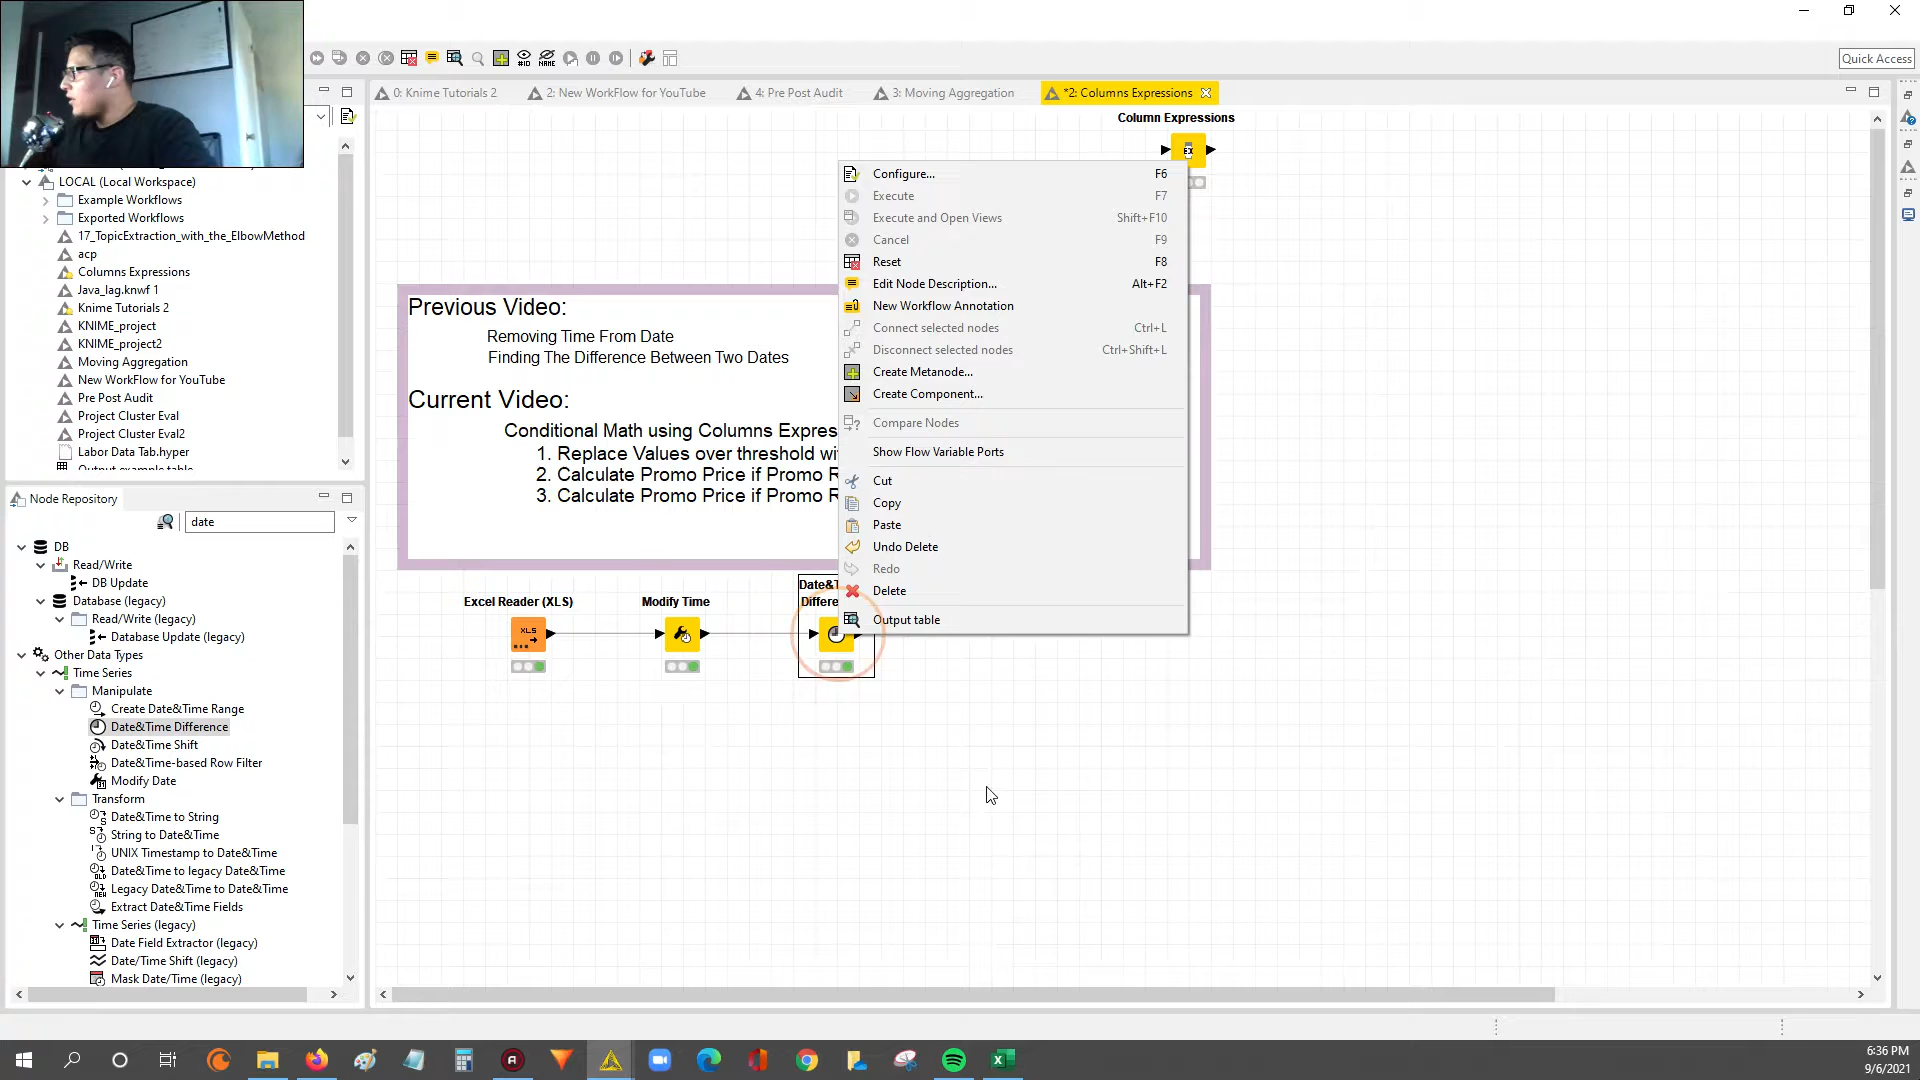 Quick Access
0: Knime Tutorials 2
2: New WorkFlow for YouTube
4: Pre Post Audit
3: Moving Aggregation
*2: Columns Expressions
LOCAL (Local Workspace)
Example Workflows
Exported Workflows
17_TopicExtraction_with_the_ElbowMethod
acp
Columns Expressions
Java_lag.knwf 1
Knime Tutorials 2
KNIME_project
KNIME_project2
Moving Aggregation
New WorkFlow for YouTube
Pre Post Audit
Project Cluster Eval
Project Cluster Eval2
Labor Data Tab.hyper
Output example table
Node Repository
date
DB
Read/Write
DB Update
Database (legacy)
Read/Write (legacy)
Database Update (legacy)
Other Data Types
Time Series
Manipulate
Create Date&Time Range
Date&Time Difference
Date&Time Shift
Date&Time-based Row Filter
Modify Date
Transform
Date&Time to String
String to Date&Time
UNIX Timestamp to Date&Time
Date&Time to legacy Date&Time
Legacy Date&Time to Date&Time
Extract Date&Time Fields
Time Series (legacy)
Date Field Extractor (legacy)
Date/Time Shift (legacy)
Mask Date/Time (legacy)
Column Expressions
Previous Video:
Removing Time From Date
Finding The Difference Between Two Dates
Current Video:
Conditional Math using Columns Expres
1. Replace Values over threshold wi
2. Calculate Promo Price if Promo R
3. Calculate Promo Price if Promo R
Configure... F6
Execute F7
Execute and Open Views Shift+F10
Cancel F9
Reset F8
Edit Node Description... Alt+F2
New Workflow Annotation
Connect selected nodes Ctrl+L
Disconnect selected nodes Ctrl+Shift+L
Create Metanode...
Create Component...
Compare Nodes
Show Flow Variable Ports
Cut
Copy
Paste
Undo Delete
Redo
Delete
Output table
Excel Reader (XLS)
Modify Time
Date&T
Differe
XLS
6:36 PM
9/6/2021